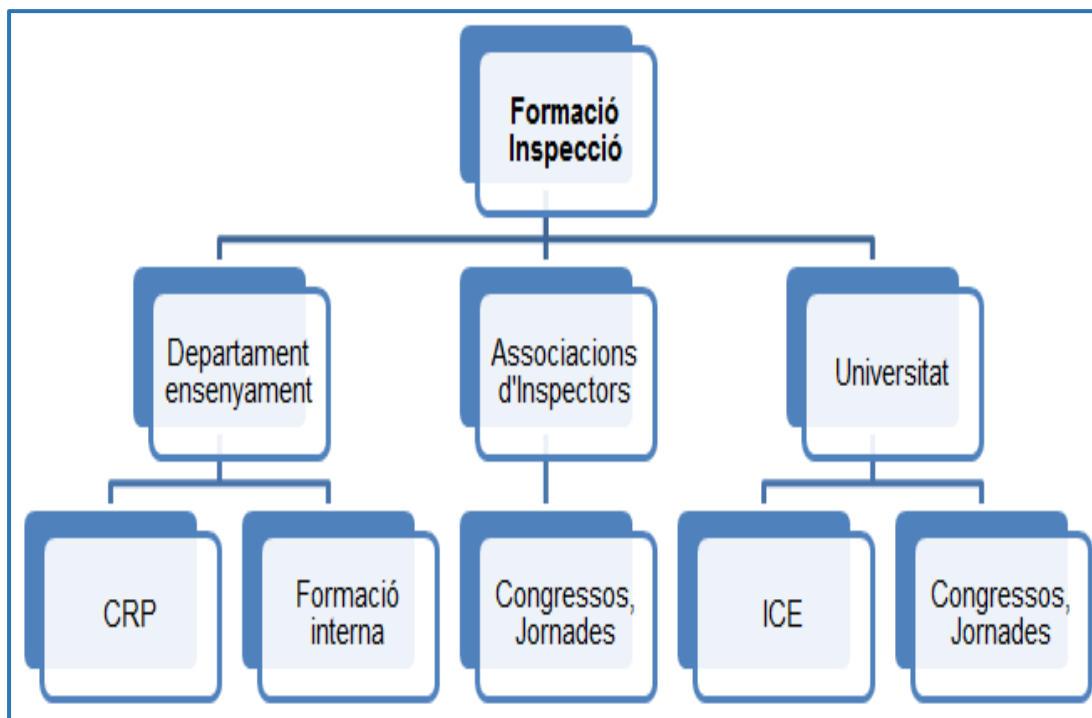 Formació
Inspecció
Departament
ensenyament
Associacions
d'Inspectors
Universitat
CRP
Formació
interna
Congressos,
Jornades
ICE
Congressos,
Jornades